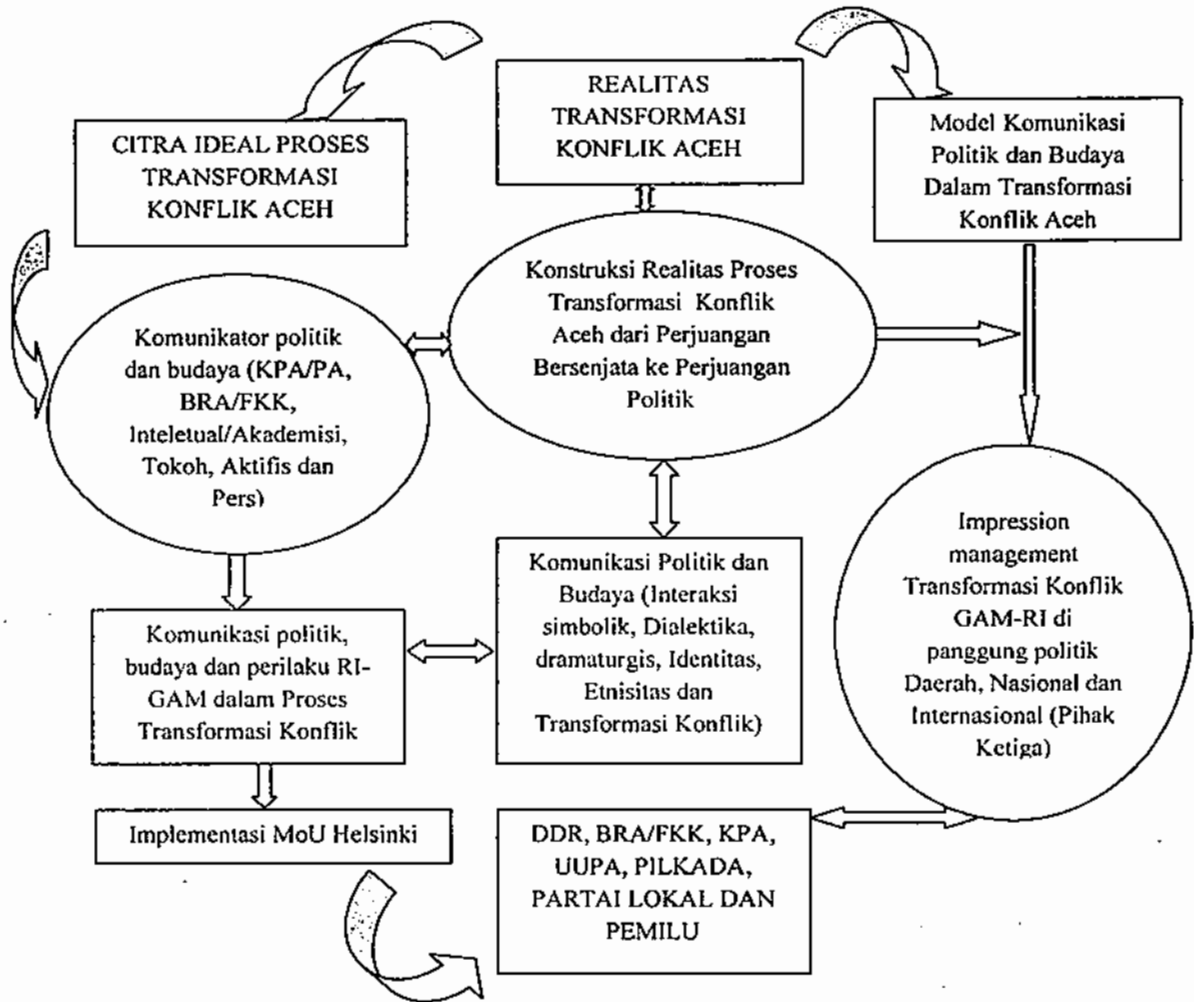 REALITAS
TRANSFORMASI
KONFLIK ACEH
CITRA IDEAL PROSES
TRANSFORMASI
KONFLIK ACEH
Model Komunikasi
Politik dan Budaya
Dalam Transformasi
Konflik Aceh
Komunikator politik
dan budaya (KPA/PA,
BRA/FKK,
Inteletual/Akademisi,
Tokoh, Aktifis dan
Pers)
Konstruksi Realitas Proses
Transformasi Konflik
Aceh dari Perjuangan
Bersenjata ke Perjuangan
Politik
Impression
management
Transformasi Konflik
GAM-RI di
panggung politik
Daerah, Nasional dan
Internasional (Pihak
Ketiga)
Komunikasi politik,
budaya dan perilaku RI-
GAM dalam Proses
Transformasi Konflik
Komunikasi Politik dan
Budaya (Interaksi
simbolik, Dialektika,
dramaturgis, Identitas,
Etnisitas dan
Transformasi Konflik)
Implementasi MoU Helsinki
DDR, BRA/FKK, KPA,
UUPA, PILKADA,
PARTAI LOKAL DAN
PEMILU